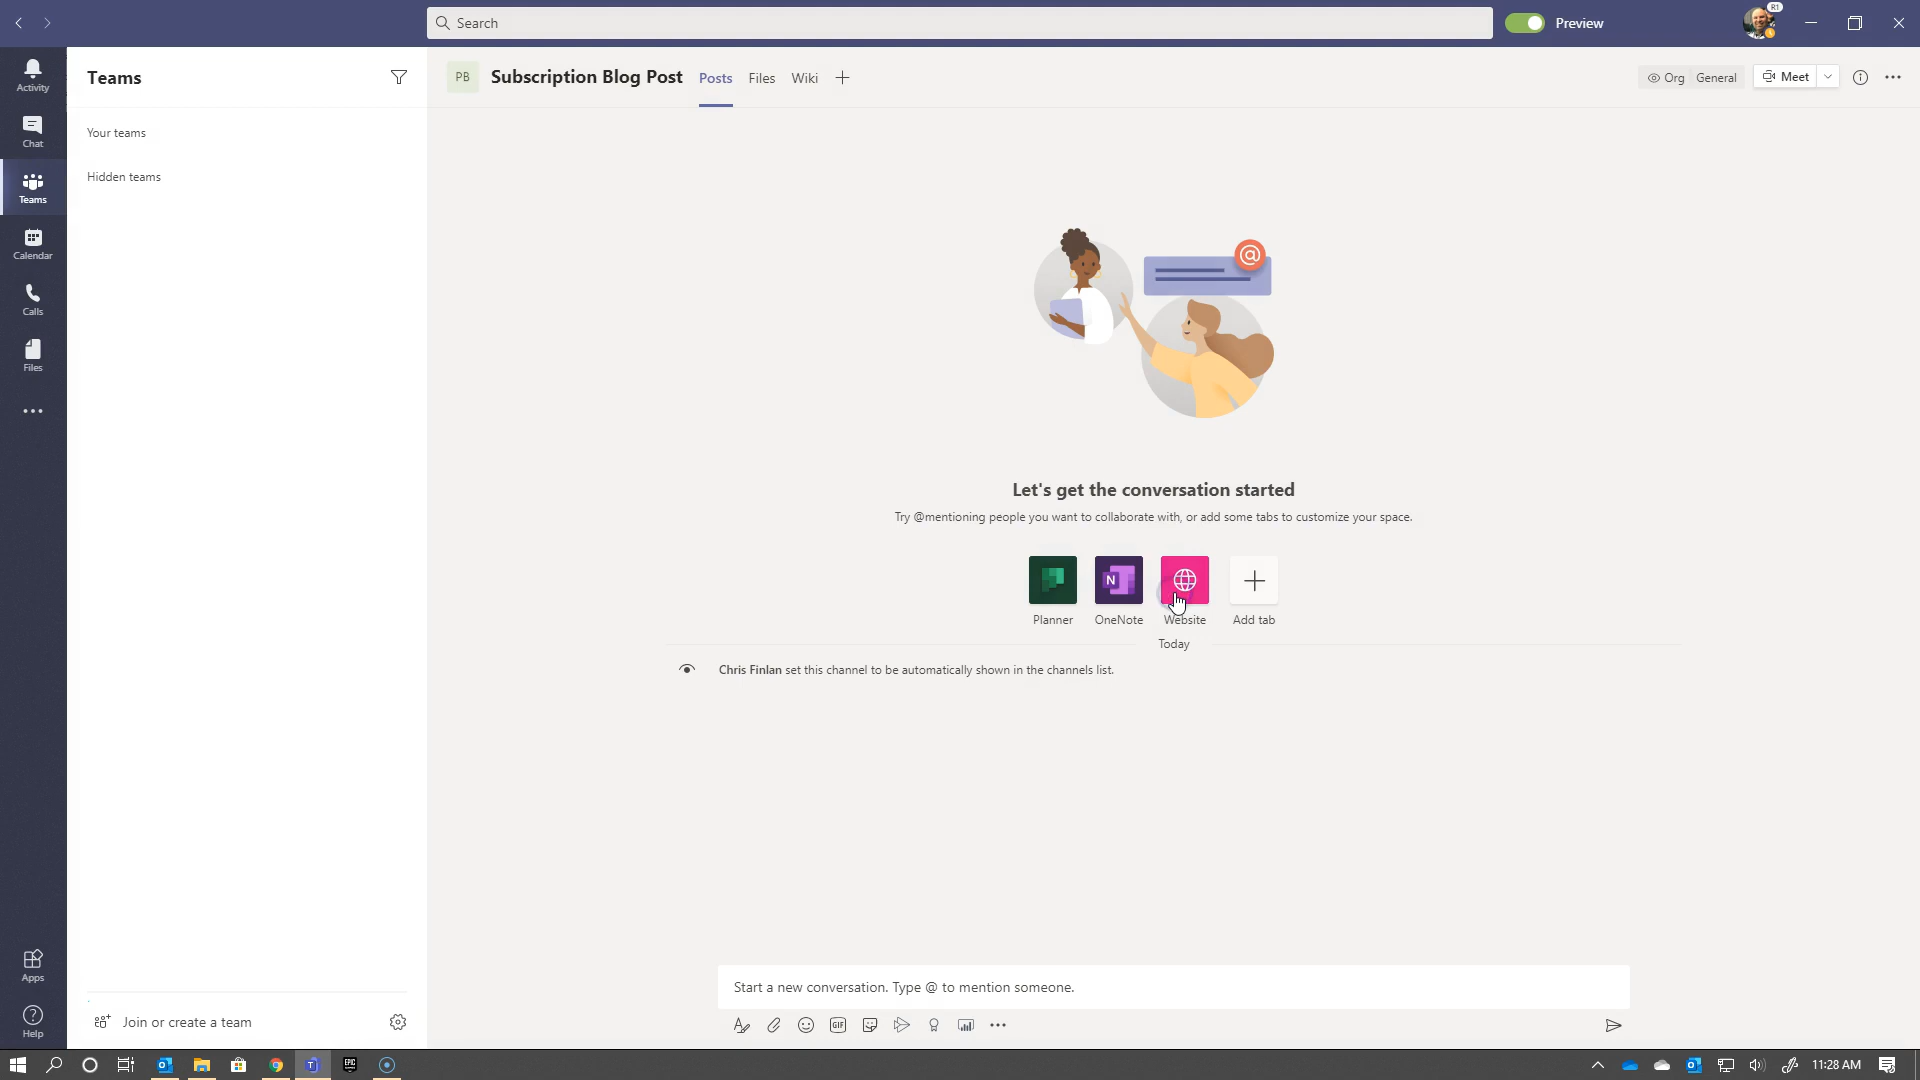 Search
Preview
R1
Activity
Chat
Teams
Calendar
Calls
Files
Apps
Help
Teams
Your teams
Hidden teams
Join or create a team
PB
Subscription Blog Post
Posts
Files
Wiki
Org
General
Meet
@
Let's get the conversation started
Try @mentioning people you want to collaborate with, or add some tabs to customize your space.
N
Planner
OneNote
Website
Add tab
Today
Chris Finlan set this channel to be automatically shown in the channels list.
Start a new conversation. Type @ to mention someone.
GIF
EPIC
11:28 AM